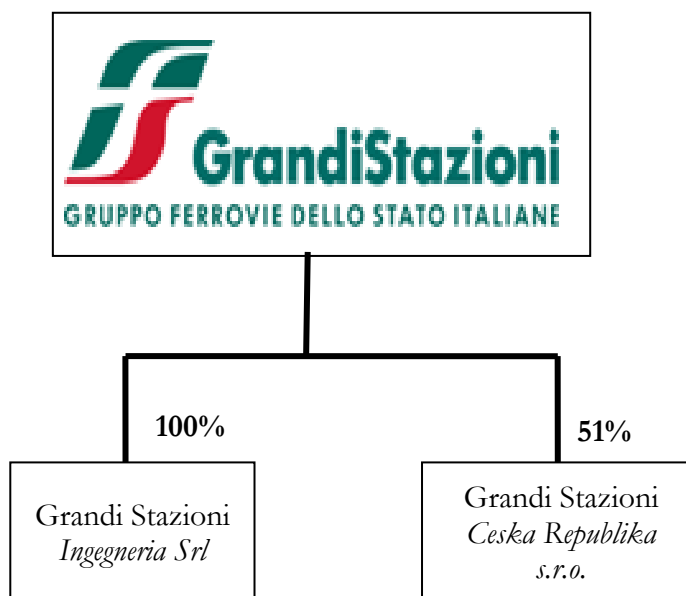 GrandiStazioni
GRUPPO FERROVIE DELLO STATO ITALIANE
100%
51%
Grandi Stazioni
Ingegneria Srl
Grandi Stazioni
Ceska Republika
s.r.o.